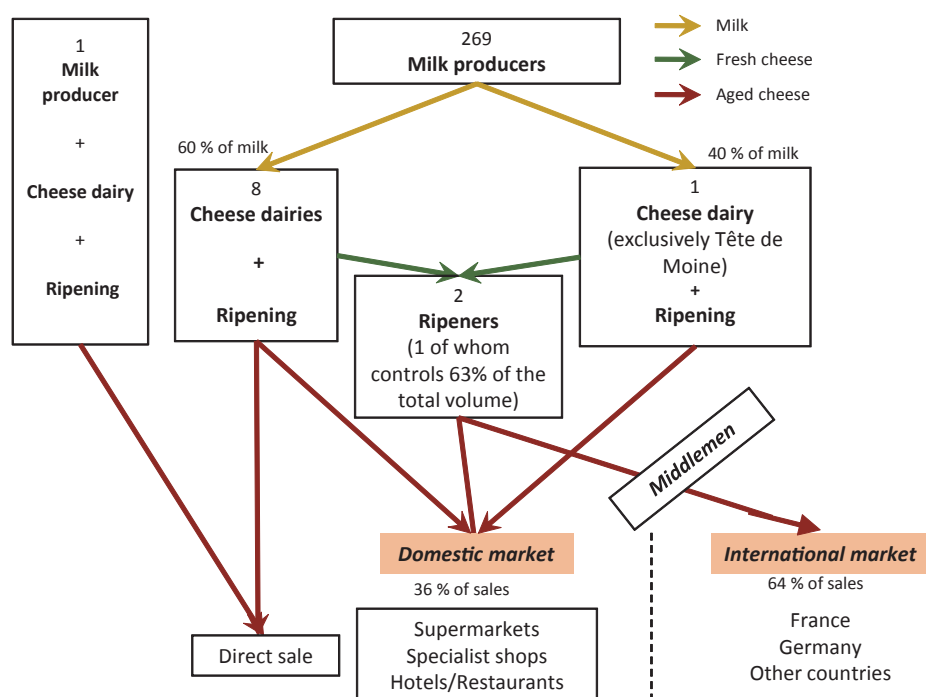 1
Milk
producer
+
Cheese dairy
+
Ripening
269
Milk producers
Milk
Fresh cheese
Aged cheese
60 % of milk
40 % of milk
8
Cheese dairies
+
Ripening
1
Cheese dairy
(exclusively Tête de
Moine)
+
Ripening
2
Ripeners
(1 of whom
controls 63% of the
total volume)
Middlemen
Domestic market
36 % of sales
International market
64 % of sales
Direct sale
Supermarkets
Specialist shops
Hotels/Restaurants
France
Germany
Other countries